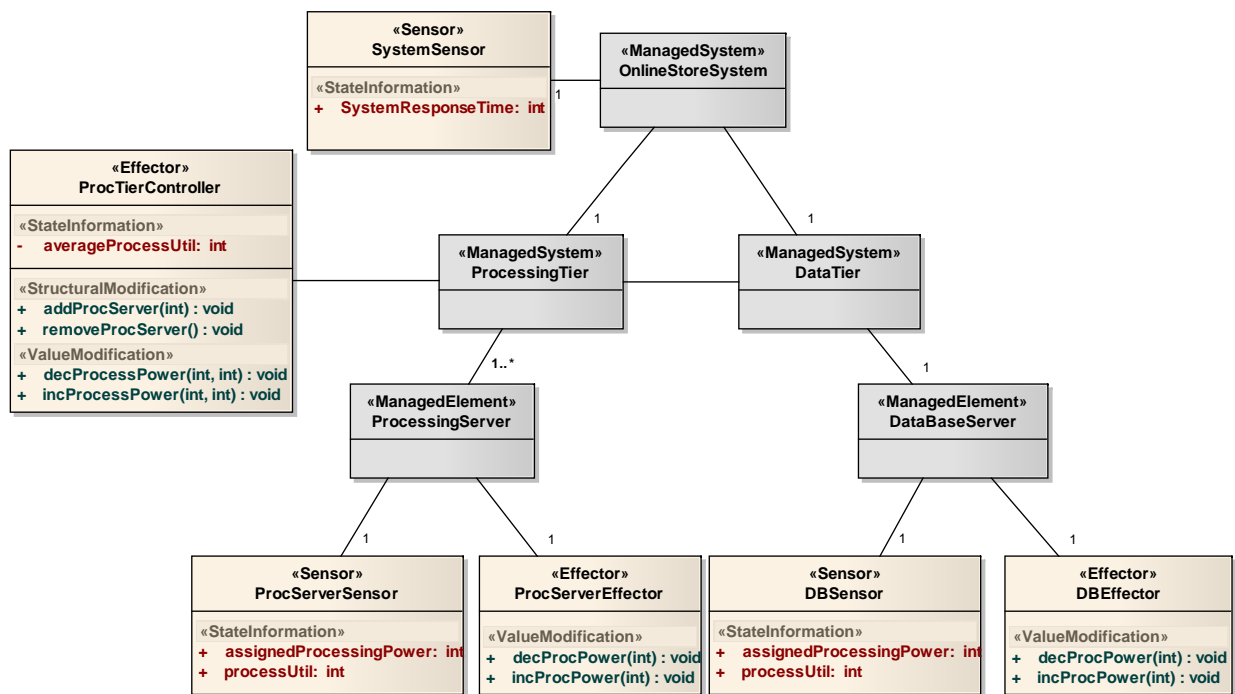 «Sensor»
SystemSensor
«StateInformation»
+ SystemResponseTime: int
1
«ManagedSystem»
OnlineStoreSystem
«Effector»
ProcTierController
«StateInformation»
- averageProcessUtil: int
«StructuralModification»
+ addProcServer(int) : void
+ removeProcServer() : void
«ValueModification»
+ decProcessPower(int, int) : void
+ incProcessPower(int, int) : void
1
«ManagedSystem»
ProcessingTier
1
«ManagedSystem»
DataTier
1..*
«ManagedElement»
ProcessingServer
1
«ManagedElement»
DataBaseServer
1
«Sensor»
ProcServerSensor
«StateInformation»
+ assignedProcessingPower: int
+ processUtil: int
1
«Effector»
ProcServerEffector
«ValueModification»
+ decProcPower(int) : void
+ incProcPower(int) : void
1
«Sensor»
DBSensor
«StateInformation»
+ assignedProcessingPower: int
+ processUtil: int
1
«Effector»
DBEffector
«ValueModification»
+ decProcPower(int) : void
+ incProcPower(int) : void